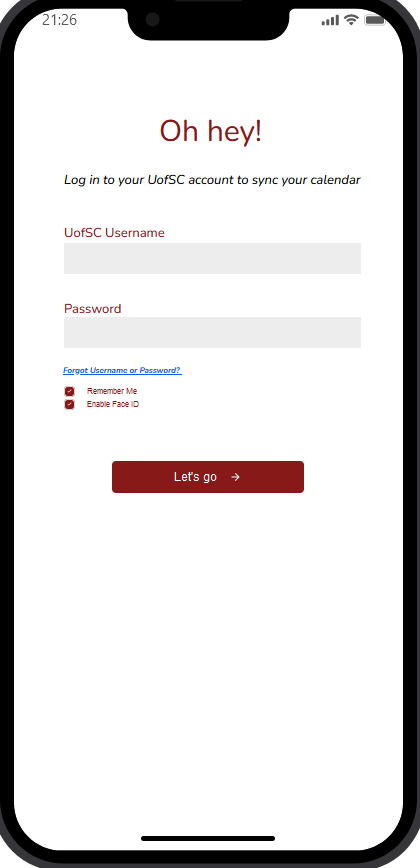 21:26
Oh hey!
Log in to your UofSC account to sync your calendar
UofSC Username
Password
Forgot Username or Password?
Remember Me
Enable Face ID
Let's go →